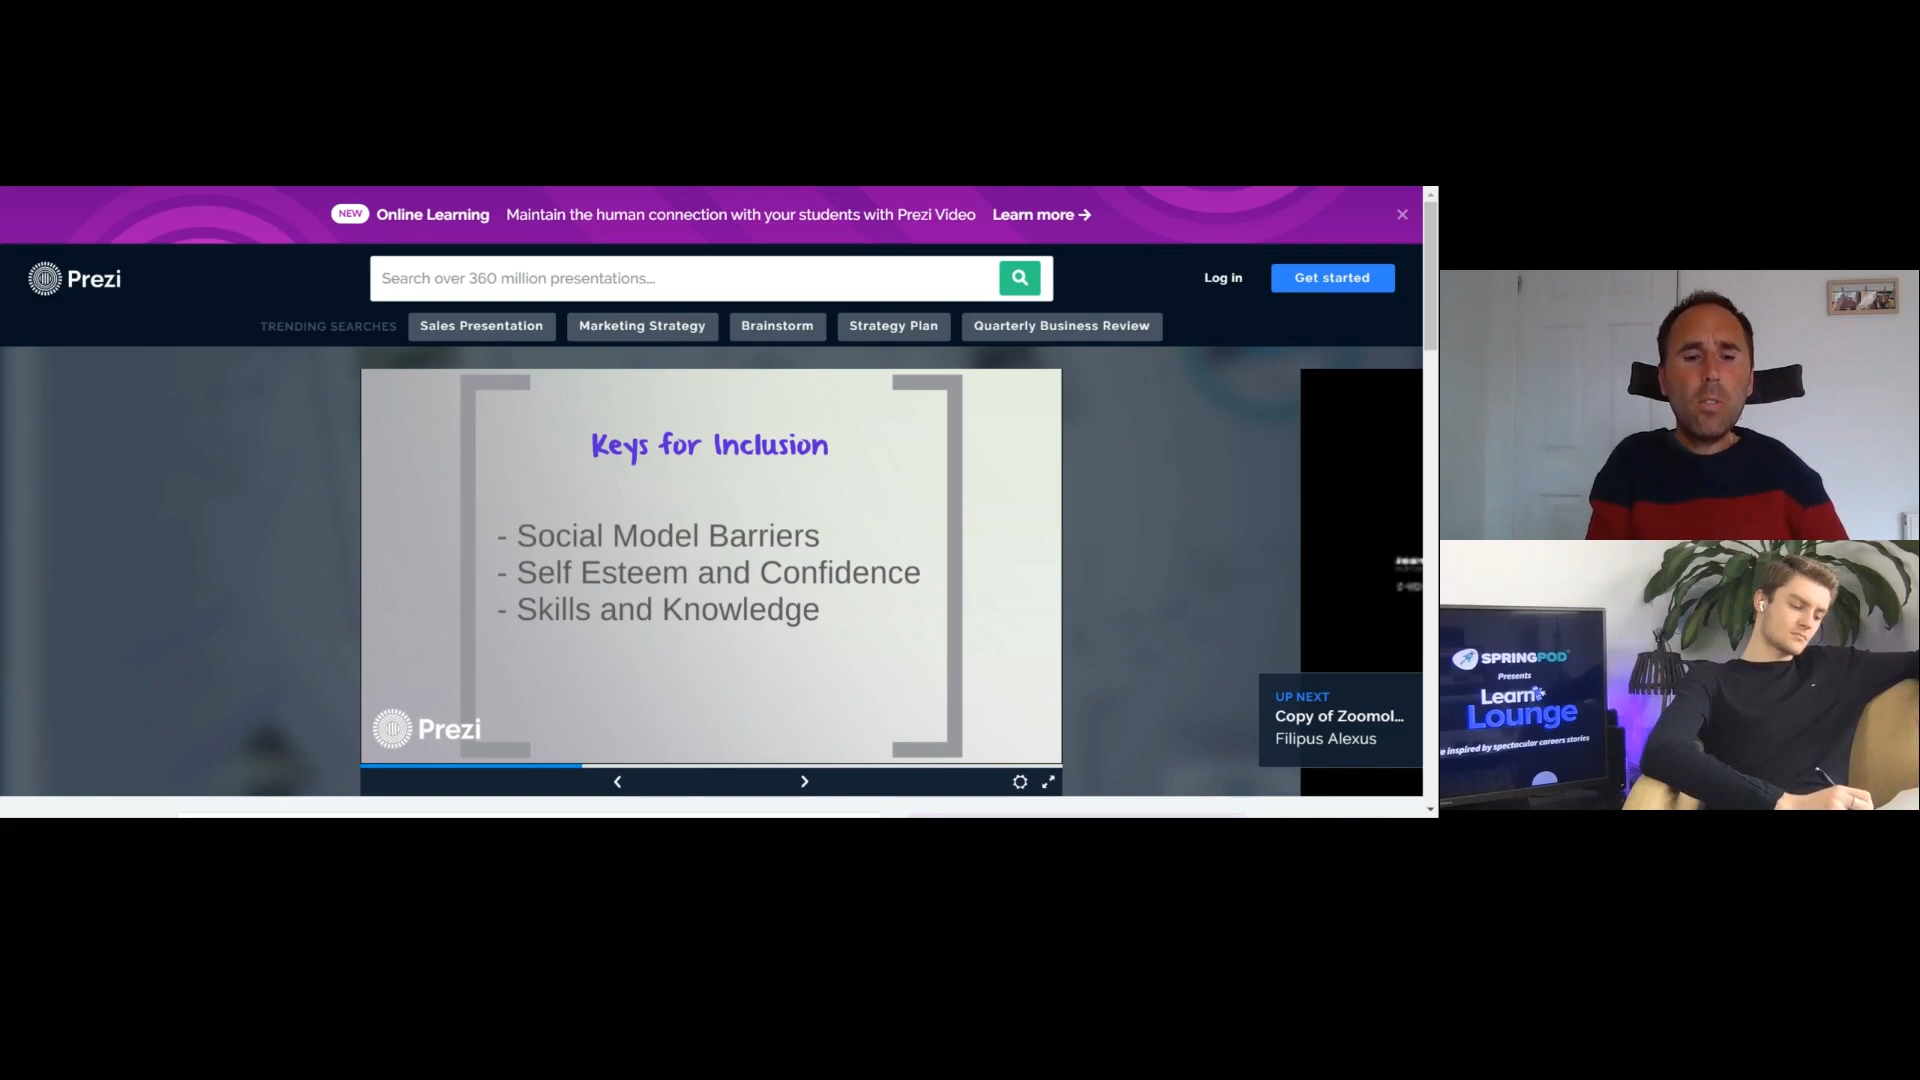 NEW Online Learning Maintain the human connection with your students with Prezi Video Learn more →
Prezi
Search over 360 million presentations...
Log in
Get started
TRENDING SEARCHES
Sales Presentation
Marketing Strategy
Brainstorm
Strategy Plan
Quarterly Business Review
Keys for Inclusion
- Social Model Barriers
- Self Esteem and Confidence
- Skills and Knowledge
Prezi
UP NEXT
Copy of Zoomol...
Filipus Alexus
SPRINGPOD
Presents
Learn
Lounge
e inspired by spectacular careers stories